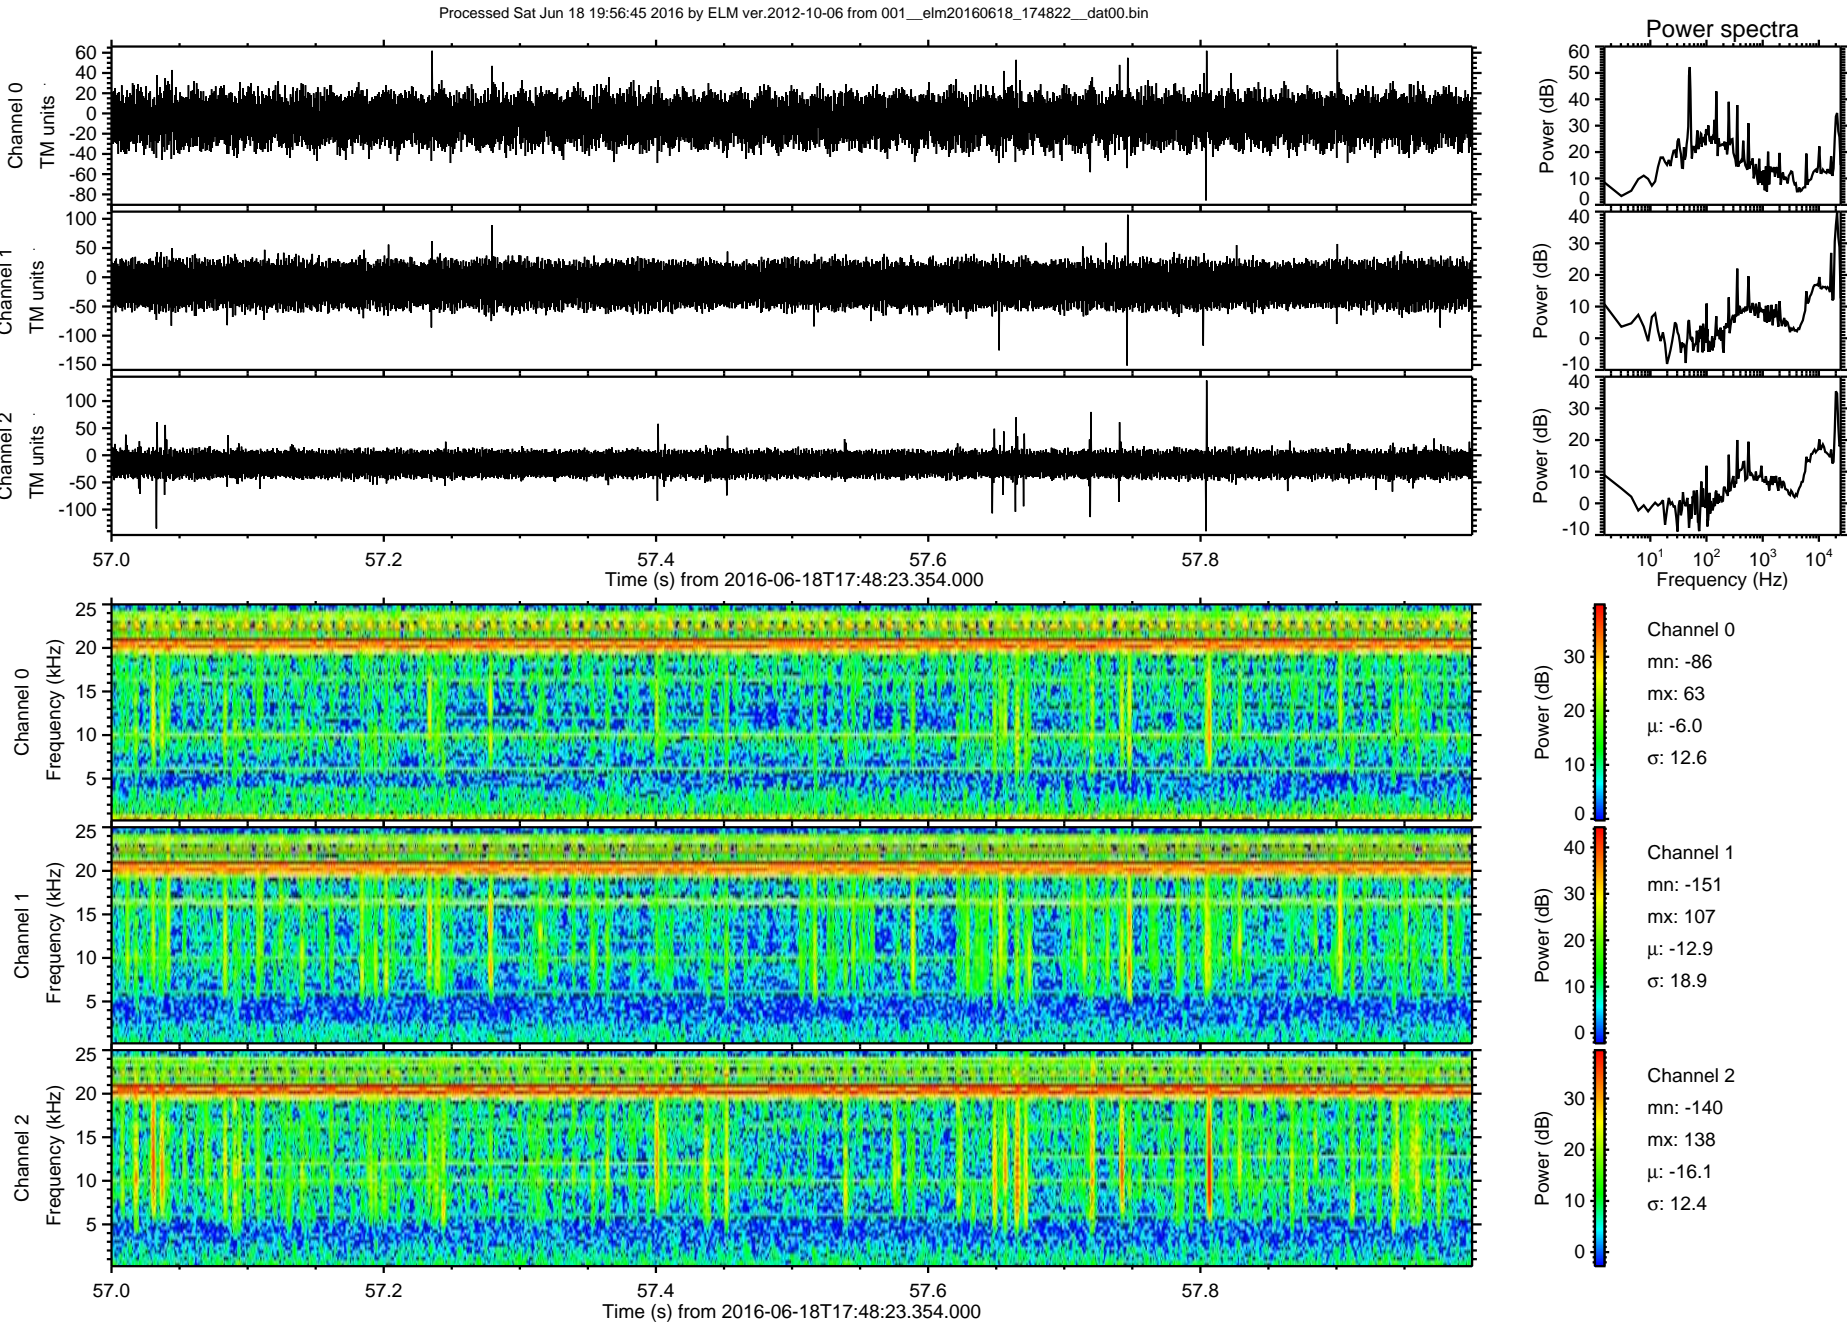 Processed Sat Jun 18 19:56:45 2016 by ELM ver.2012-10-06 from 001__elm20160618_174822__dat00.bin
Power spectra
Channel 0
TM units
60
40
20
0
-20
-40
-60
-80
Power (dB)
60
50
40
30
20
10
0
Channel 1
TM units
100
50
0
-50
-100
-150
Power (dB)
40
30
20
10
0
-10
Channel 2
TM units
100
50
0
-50
-100
Power (dB)
40
30
20
10
0
-10
57.0 57.2 57.4 57.6 57.8
Time (s) from 2016-06-18T17:48:23.354.000
10^1 10^2 10^3 10^4
Frequency (Hz)
Channel 0
Frequency (kHz)
25
20
15
10
5
Power (dB)
30
20
10
0
Channel 0
mn: -86
mx: 63
µ: -6.0
σ: 12.6
Channel 1
Frequency (kHz)
25
20
15
10
5
Power (dB)
40
30
20
10
0
Channel 1
mn: -151
mx: 107
µ: -12.9
σ: 18.9
Channel 2
Frequency (kHz)
25
20
15
10
5
Power (dB)
30
20
10
0
Channel 2
mn: -140
mx: 138
µ: -16.1
σ: 12.4
57.0 57.2 57.4 57.6 57.8
Time (s) from 2016-06-18T17:48:23.354.000